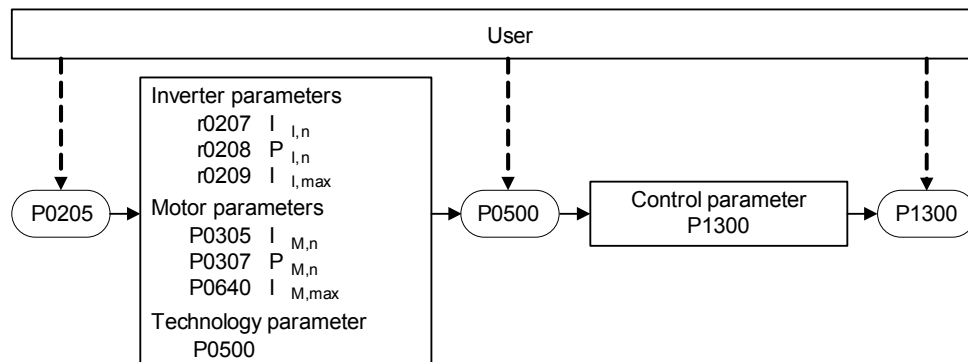 User
P0205
Inverter parameters
r0207 I I,n
r0208 P I,n
r0209 I I,max
Motor parameters
P0305 I M,n
P0307 P M,n
P0640 I M,max
Technology parameter
P0500
P0500
Control parameter
P1300
P1300